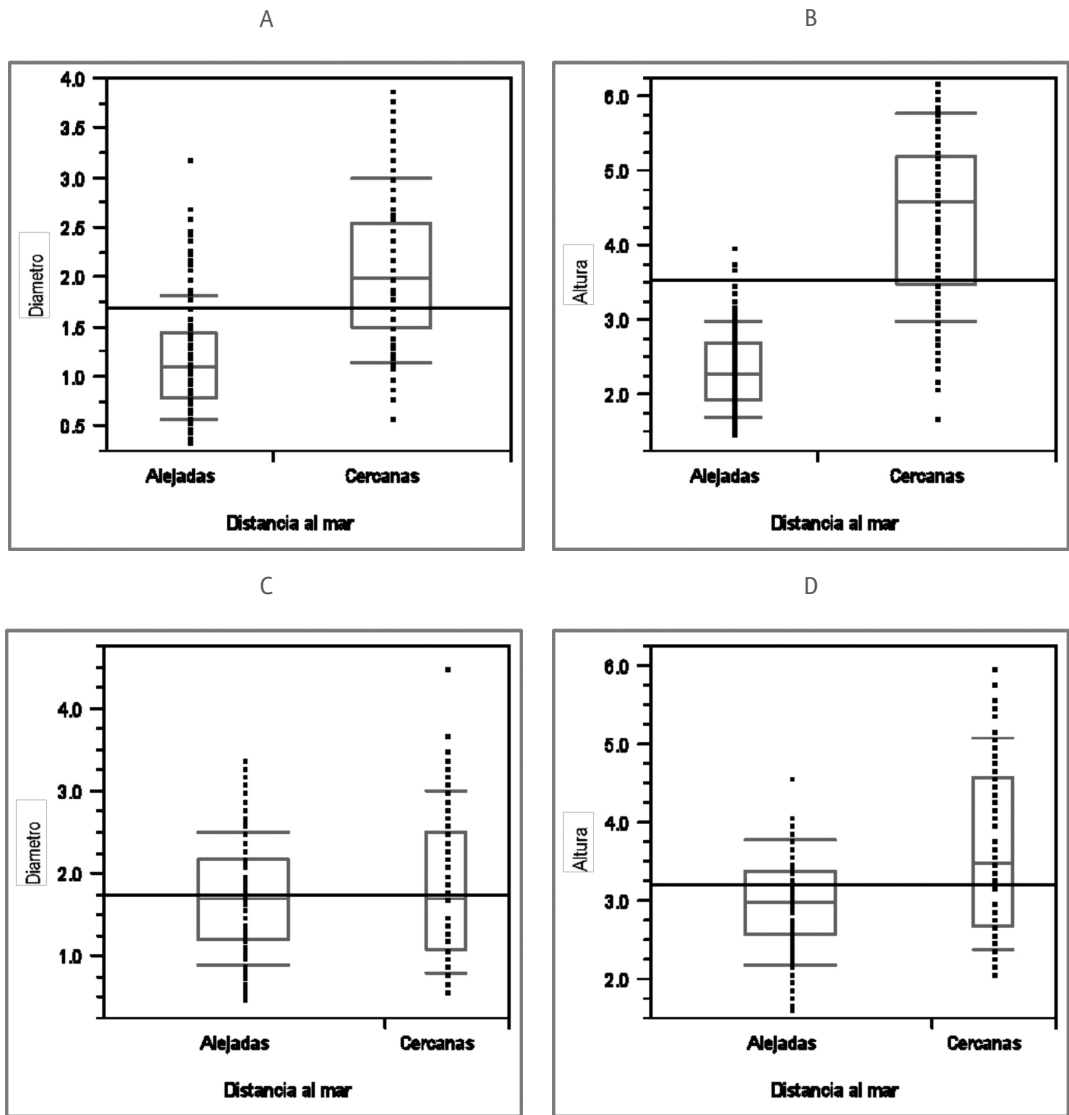 A
4.0
3.5
3.0
2.5
2.0
1.5
1.0
0.5
Diametro
Alejadas Cercanas
Distancia al mar
B
6.0
5.0
4.0
3.0
2.0
Altura
Alejadas Cercanas
Distancia al mar
C
4.0
3.0
2.0
1.0
Diametro
Alejadas Cercanas
Distancia al mar
D
6.0
5.0
4.0
3.0
2.0
Altura
Alejadas Cercanas
Distancia al mar